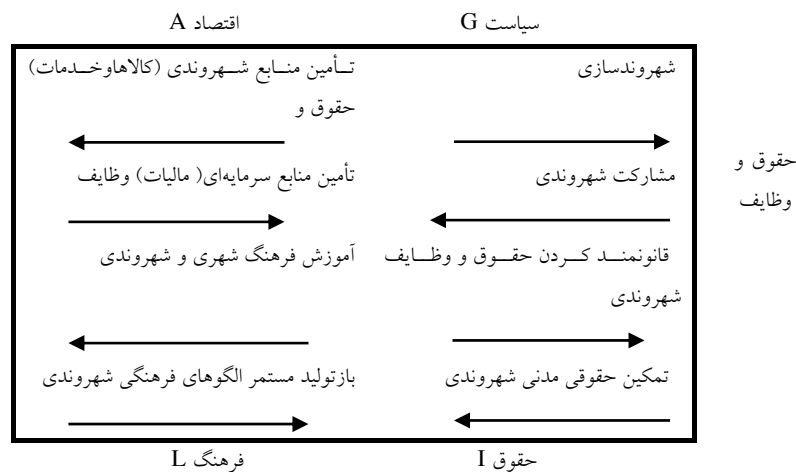 سیاست G
اقتصاد A
شهروندسازی
تـأمین منـابع شـهروندی (کالاهاوخـدمات)
حقوق و
حقوق و
وظایف
مشارکت شهروندی
تأمین منابع سرمایه‌ای( مالیات) وظایف
قانونمنـد کـردن حقـوق و وظـایف
شهروندی
آموزش فرهنگ شهری و شهروندی
تمکین حقوقی مدنی شهروندی
بازتولید مستمر الگوهای فرهنگی شهروندی
حقوق I
فرهنگ L